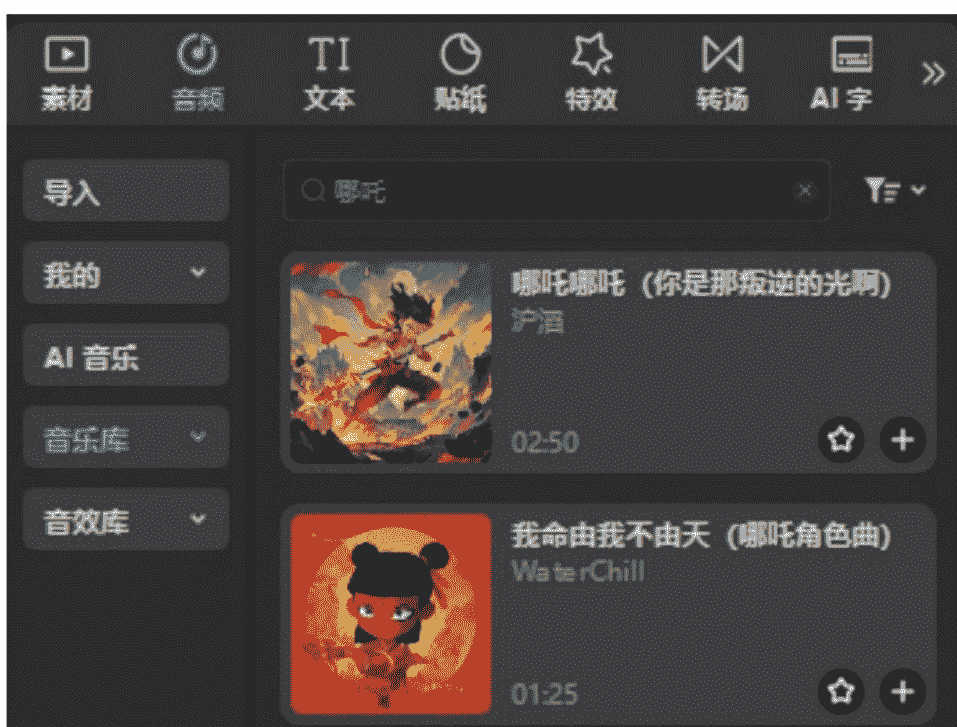 素材 音频 文本 贴纸 特效 转场 AI 字
导入
哪吒
我的
哪吒哪吒（你是那叛逆的光啊）
沪酒
AI 音乐
音乐库
02:50
音效库
我命由我不由天（哪吒角色曲）
WaterChill
01:25